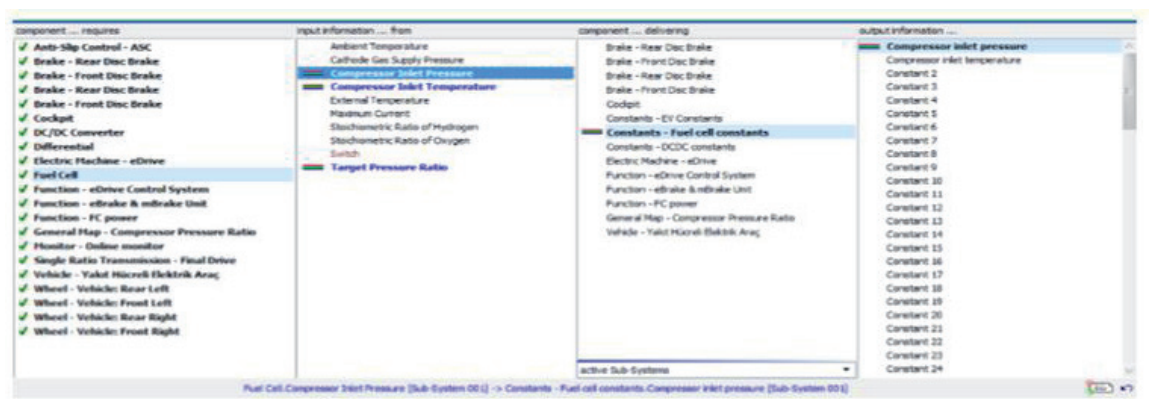 component ... requires
Anti-Slip Control - ASC
Brake - Rear Disc Brake
Brake - Front Disc Brake
Brake - Rear Disc Brake
Brake - Front Disc Brake
Cockpit
DC/DC Converter
Differential
Electric Machine - eDrive
Fuel Cell
Function - eDrive Control System
Function - eBrake & mBrake Unit
Function - FC power
General Map - Compressor Pressure Ratio
Monitor - Online monitor
Single Ratio Transmission - Final Drive
Vehicle - Yakıt Hücreli Elektrik Araç
Wheel - Vehicle: Rear Left
Wheel - Vehicle: Front Left
Wheel - Vehicle: Rear Right
Wheel - Vehicle: Front Right
input information ... from
Ambient Temperature
Cathode Gas Supply Pressure
Compressor Inlet Pressure
Compressor Inlet Temperature
External Temperature
Maximum Current
Stoichiometric Ratio of Hydrogen
Stoichiometric Ratio of Oxygen
Switch
Target Pressure Ratio
component ... delivering
Brake - Rear Disc Brake
Brake - Front Disc Brake
Brake - Rear Disc Brake
Brake - Front Disc Brake
Cockpit
Constants - EV Constants
Constants - Fuel cell constants
Constants - DCDC constants
Electric Machine - eDrive
Function - eDrive Control System
Function - eBrake & mBrake Unit
Function - FC power
General Map - Compressor Pressure Ratio
Vehicle - Yakıt Hücreli Elektrik Araç
active Sub-Systems
output information ...
Compressor inlet pressure
Compressor inlet temperature
Constant 2
Constant 3
Constant 4
Constant 5
Constant 6
Constant 7
Constant 8
Constant 9
Constant 10
Constant 11
Constant 12
Constant 13
Constant 14
Constant 15
Constant 16
Constant 17
Constant 18
Constant 19
Constant 20
Constant 21
Constant 22
Constant 23
Constant 24
Fuel Cell.Compressor Inlet Pressure [Sub-System 001] -> Constants - Fuel cell constants.Compressor inlet pressure [Sub-System 001]